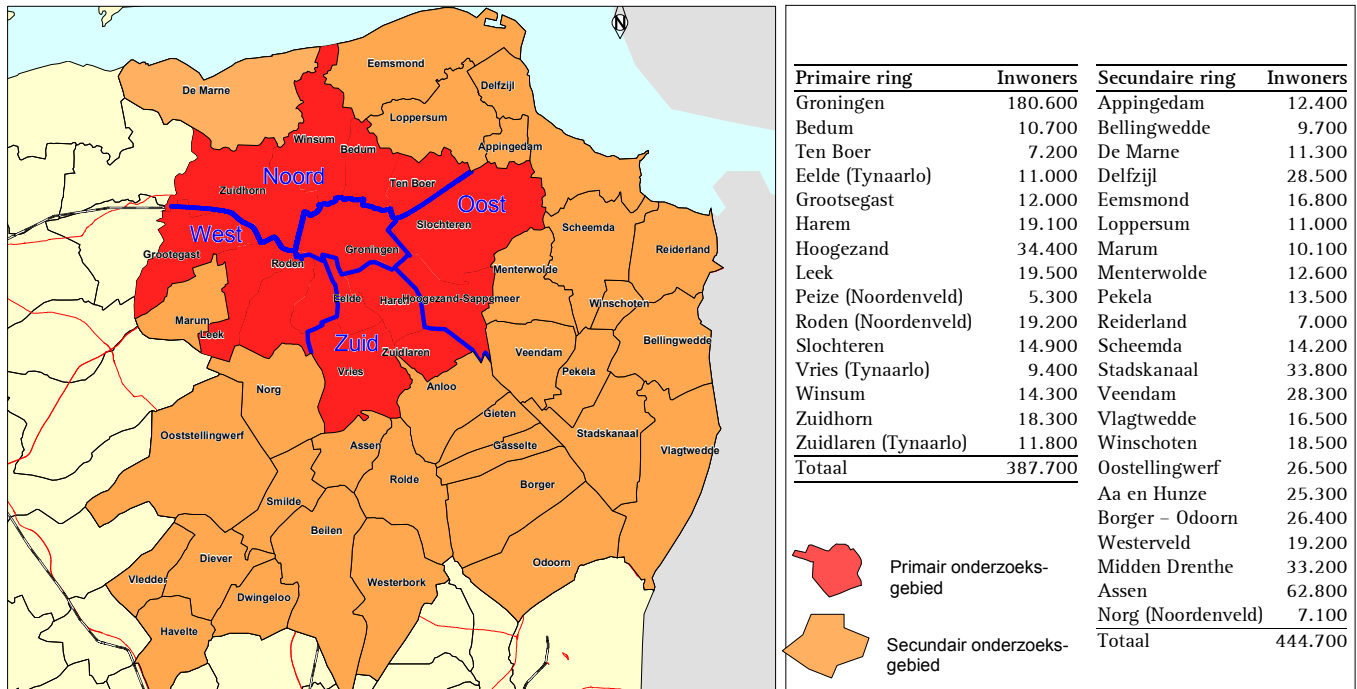 N
Eemsmond
De Marne
Delfzijl
Loppersum
Winsum
Bedum
Appingedam
Noord
Ten Boer
Zuidhorn
Oost
Slochteren
Scheemda
West
Groningen
Reiderland
Grootegast
Roden
Menterwolde
Eelde
Haren
Hoogezand-Sappemeer
Winschoten
Marum
Leek
Zuid
Zuidlaren
Veendam
Bellingwedde
Vries
Pekela
Norg
Anloo
Gieten
Ooststellingwerf
Assen
Gasselte
Stadskanaal
Vlagtwedde
Rolde
Borger
Smilde
Beilen
Diever
Odoorn
Vledder
Westerbork
Dwingeloo
Havelte
Primaire ring Inwoners
Groningen 180.600
Bedum 10.700
Ten Boer 7.200
Eelde (Tynaarlo) 11.000
Grootsegast 12.000
Harem 19.100
Hoogezand 34.400
Leek 19.500
Peize (Noordenveld) 5.300
Roden (Noordenveld) 19.200
Slochteren 14.900
Vries (Tynaarlo) 9.400
Winsum 14.300
Zuidhorn 18.300
Zuidlaren (Tynaarlo) 11.800
Totaal 387.700
Secundaire ring Inwoners
Appingedam 12.400
Bellingwedde 9.700
De Marne 11.300
Delfzijl 28.500
Eemsmond 16.800
Loppersum 11.000
Marum 10.100
Menterwolde 12.600
Pekela 13.500
Reiderland 7.000
Scheemda 14.200
Stadskanaal 33.800
Veendam 28.300
Vlagtwedde 16.500
Winschoten 18.500
Oostellingwerf 26.500
Aa en Hunze 25.300
Borger – Odoorn 26.400
Westerveld 19.200
Midden Drenthe 33.200
Assen 62.800
Norg (Noordenveld) 7.100
Totaal 444.700
Primair onderzoeks-
gebied
Secundair onderzoeks-
gebied